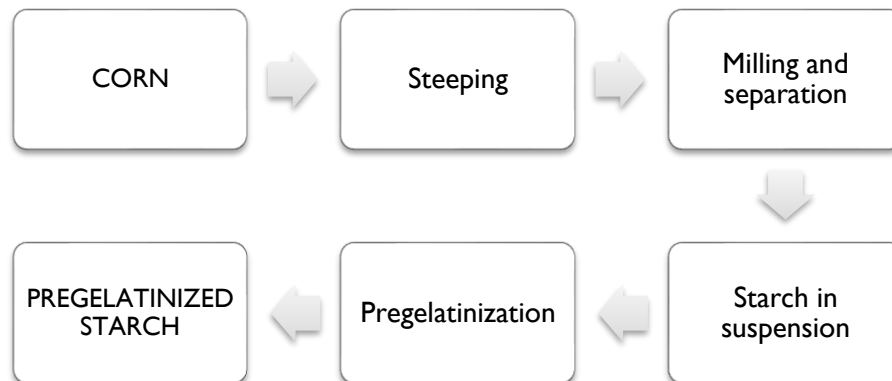 CORN
Steeping
Milling and
separation
Starch in
suspension
Pregelatinization
PREGELATINIZED
STARCH